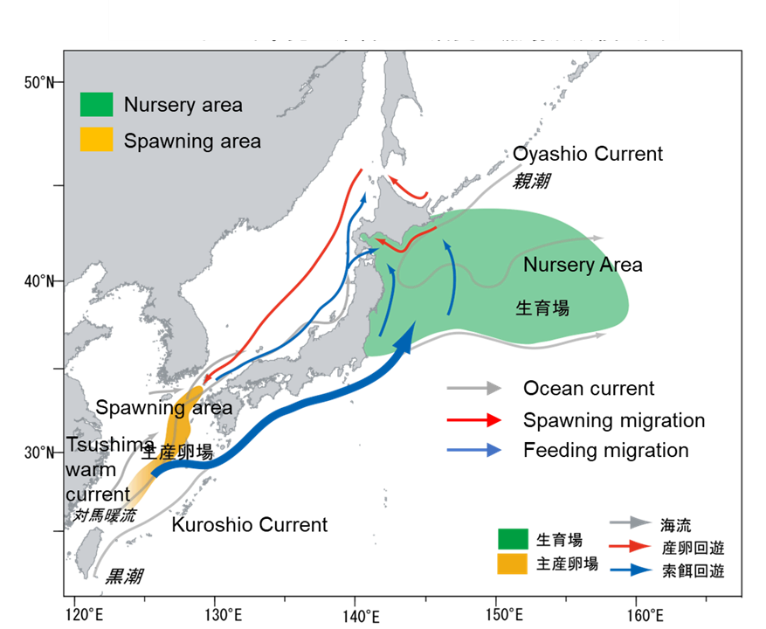 50°N
Nursery area
Spawning area
Oyashio Current
親潮
40°N
Nursery Area
生育場
Ocean current
Spawning migration
Feeding migration
Spawning area
30°N
Tsushima
主産卵場
warm
current
対馬暖流
Kuroshio Current
黒潮
生育場
主産卵場
海流
産卵回遊
索餌回遊
120°E
130°E
140°E
150°E
160°E